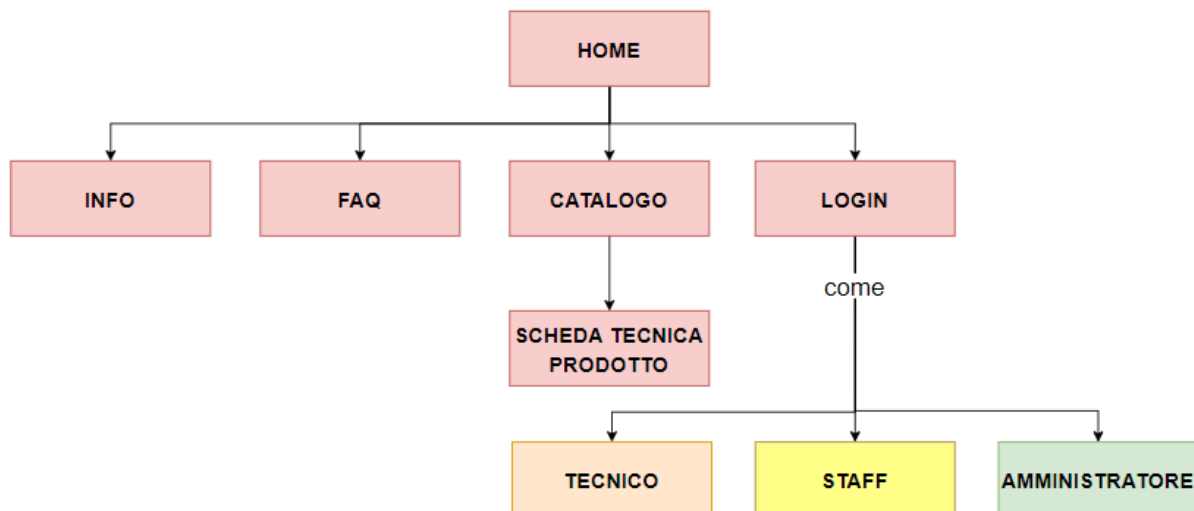 HOME
INFO
FAQ
CATALOGO
LOGIN
come
SCHEDA TECNICA
PRODOTTO
TECNICO
STAFF
AMMINISTRATORE